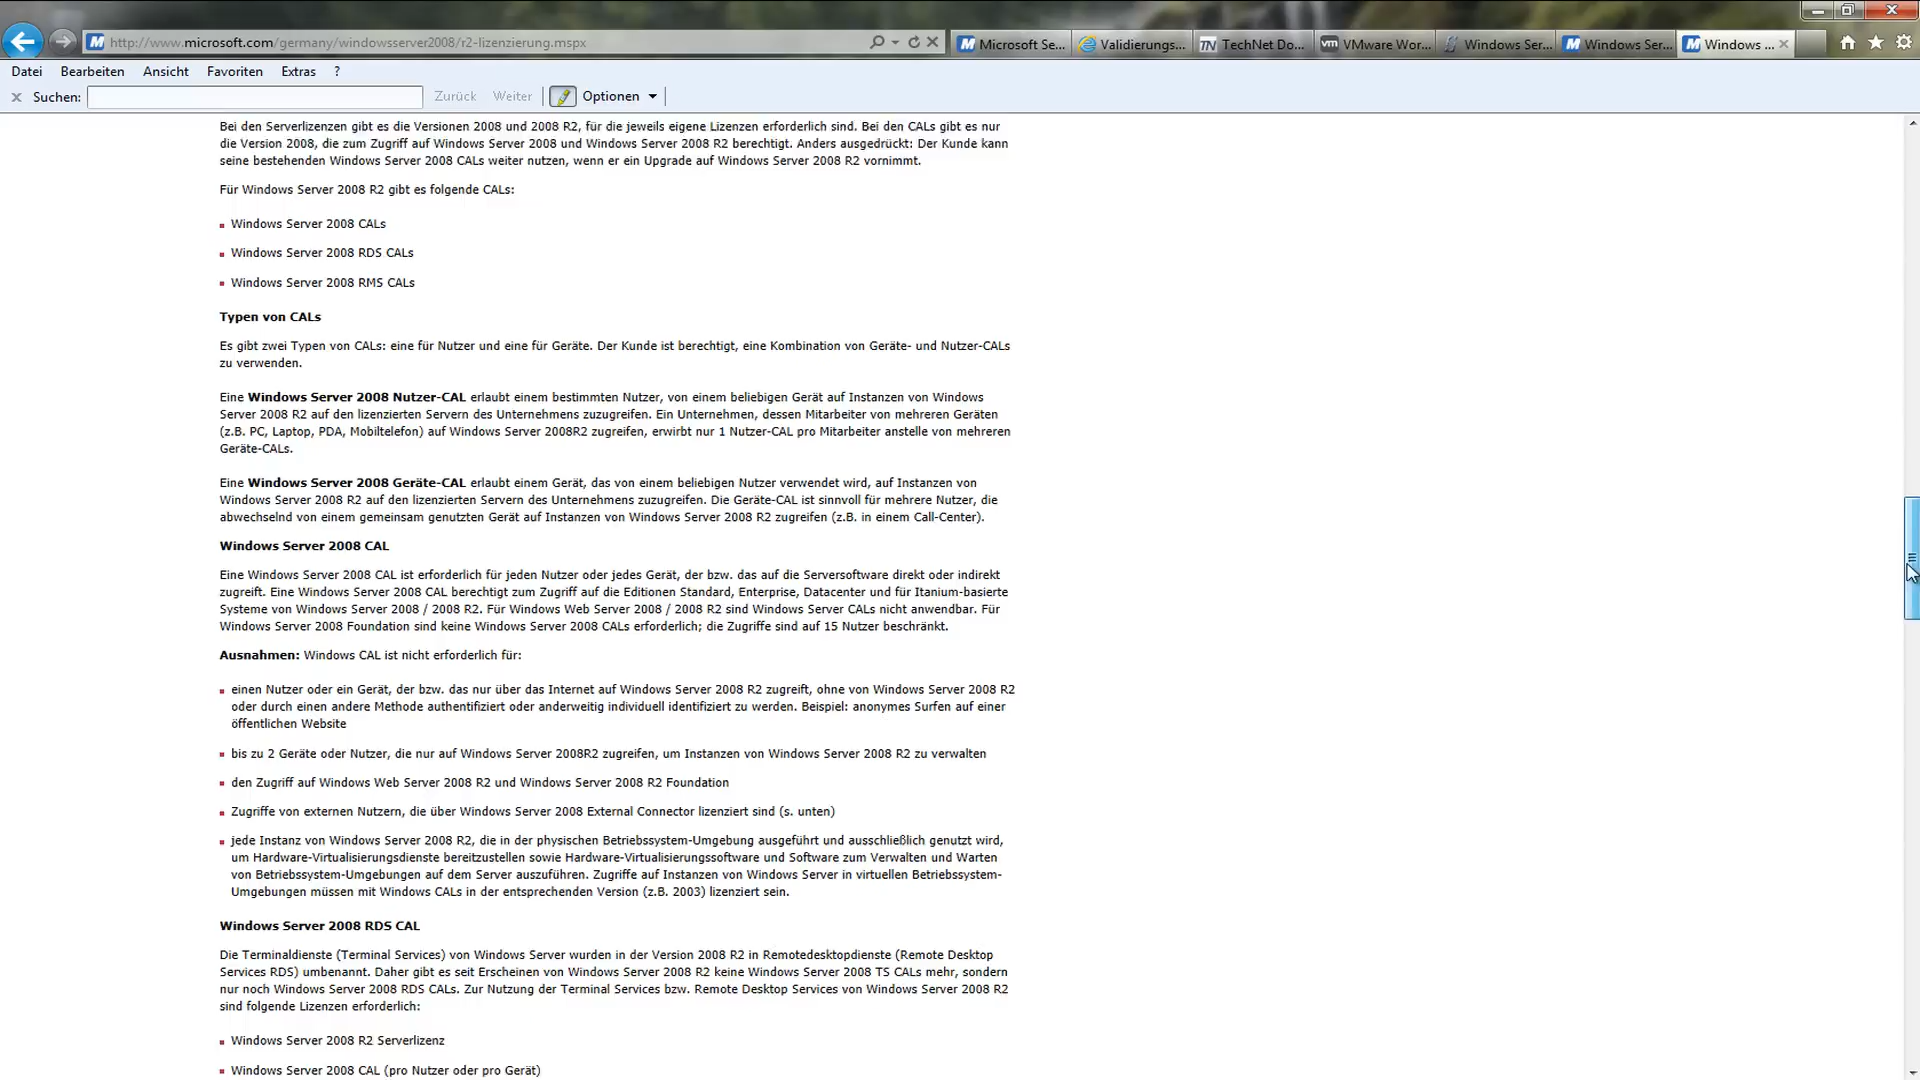 http://www.microsoft.com/germany/windowsserver2008/r2-lizenzierung.mspx
Microsoft Se...
Validierungs...
TechNet Do...
VMware Wor...
Windows Ser...
Windows Ser...
Windows ...
Datei Bearbeiten Ansicht Favoriten Extras ?
Suchen: Zurück Weiter Optionen
Bei den Serverlizenzen gibt es die Versionen 2008 und 2008 R2, für die jeweils eigene Lizenzen erforderlich sind. Bei den CALs gibt es nur
die Version 2008, die zum Zugriff auf Windows Server 2008 und Windows Server 2008 R2 berechtigt. Anders ausgedrückt: Der Kunde kann
seine bestehenden Windows Server 2008 CALs weiter nutzen, wenn er ein Upgrade auf Windows Server 2008 R2 vornimmt.
Für Windows Server 2008 R2 gibt es folgende CALs:
Windows Server 2008 CALs
Windows Server 2008 RDS CALs
Windows Server 2008 RMS CALs
Typen von CALs
Es gibt zwei Typen von CALs: eine für Nutzer und eine für Geräte. Der Kunde ist berechtigt, eine Kombination von Geräte- und Nutzer-CALs
zu verwenden.
Eine Windows Server 2008 Nutzer-CAL erlaubt einem bestimmten Nutzer, von einem beliebigen Gerät auf Instanzen von Windows
Server 2008 R2 auf den lizenzierten Servern des Unternehmens zuzugreifen. Ein Unternehmen, dessen Mitarbeiter von mehreren Geräten
(z.B. PC, Laptop, PDA, Mobiltelefon) auf Windows Server 2008R2 zugreifen, erwirbt nur 1 Nutzer-CAL pro Mitarbeiter anstelle von mehreren
Geräte-CALs.
Eine Windows Server 2008 Geräte-CAL erlaubt einem Gerät, das von einem beliebigen Nutzer verwendet wird, auf Instanzen von
Windows Server 2008 R2 auf den lizenzierten Servern des Unternehmens zuzugreifen. Die Geräte-CAL ist sinnvoll für mehrere Nutzer, die
abwechselnd von einem gemeinsam genutzten Gerät auf Instanzen von Windows Server 2008 R2 zugreifen (z.B. in einem Call-Center).
Windows Server 2008 CAL
Eine Windows Server 2008 CAL ist erforderlich für jeden Nutzer oder jedes Gerät, der bzw. das auf die Serversoftware direkt oder indirekt
zugreift. Eine Windows Server 2008 CAL berechtigt zum Zugriff auf die Editionen Standard, Enterprise, Datacenter und für Itanium-basierte
Systeme von Windows Server 2008 / 2008 R2. Für Windows Web Server 2008 / 2008 R2 sind Windows Server CALs nicht anwendbar. Für
Windows Server 2008 Foundation sind keine Windows Server 2008 CALs erforderlich; die Zugriffe sind auf 15 Nutzer beschränkt.
Ausnahmen: Windows CAL ist nicht erforderlich für:
einen Nutzer oder ein Gerät, der bzw. das nur über das Internet auf Windows Server 2008 R2 zugreift, ohne von Windows Server 2008 R2
oder durch einen andere Methode authentifiziert oder anderweitig individuell identifiziert zu werden. Beispiel: anonymes Surfen auf einer
öffentlichen Website
bis zu 2 Geräte oder Nutzer, die nur auf Windows Server 2008R2 zugreifen, um Instanzen von Windows Server 2008 R2 zu verwalten
den Zugriff auf Windows Web Server 2008 R2 und Windows Server 2008 R2 Foundation
Zugriffe von externen Nutzern, die über Windows Server 2008 External Connector lizenziert sind (s. unten)
jede Instanz von Windows Server 2008 R2, die in der physischen Betriebssystem-Umgebung ausgeführt und ausschließlich genutzt wird,
um Hardware-Virtualisierungsdienste bereitzustellen sowie Hardware-Virtualisierungssoftware und Software zum Verwalten und Warten
von Betriebssystem-Umgebungen auf dem Server auszuführen. Zugriffe auf Instanzen von Windows Server in virtuellen Betriebssystem-
Umgebungen müssen mit Windows CALs in der entsprechenden Version (z.B. 2003) lizenziert sein.
Windows Server 2008 RDS CAL
Die Terminaldienste (Terminal Services) von Windows Server wurden in der Version 2008 R2 in Remotedesktopdienste (Remote Desktop
Services RDS) umbenannt. Daher gibt es seit Erscheinen von Windows Server 2008 R2 keine Windows Server 2008 TS CALs mehr, sondern
nur noch Windows Server 2008 RDS CALs. Zur Nutzung der Terminal Services bzw. Remote Desktop Services von Windows Server 2008 R2
sind folgende Lizenzen erforderlich:
Windows Server 2008 R2 Serverlizenz
Windows Server 2008 CAL (pro Nutzer oder pro Gerät)